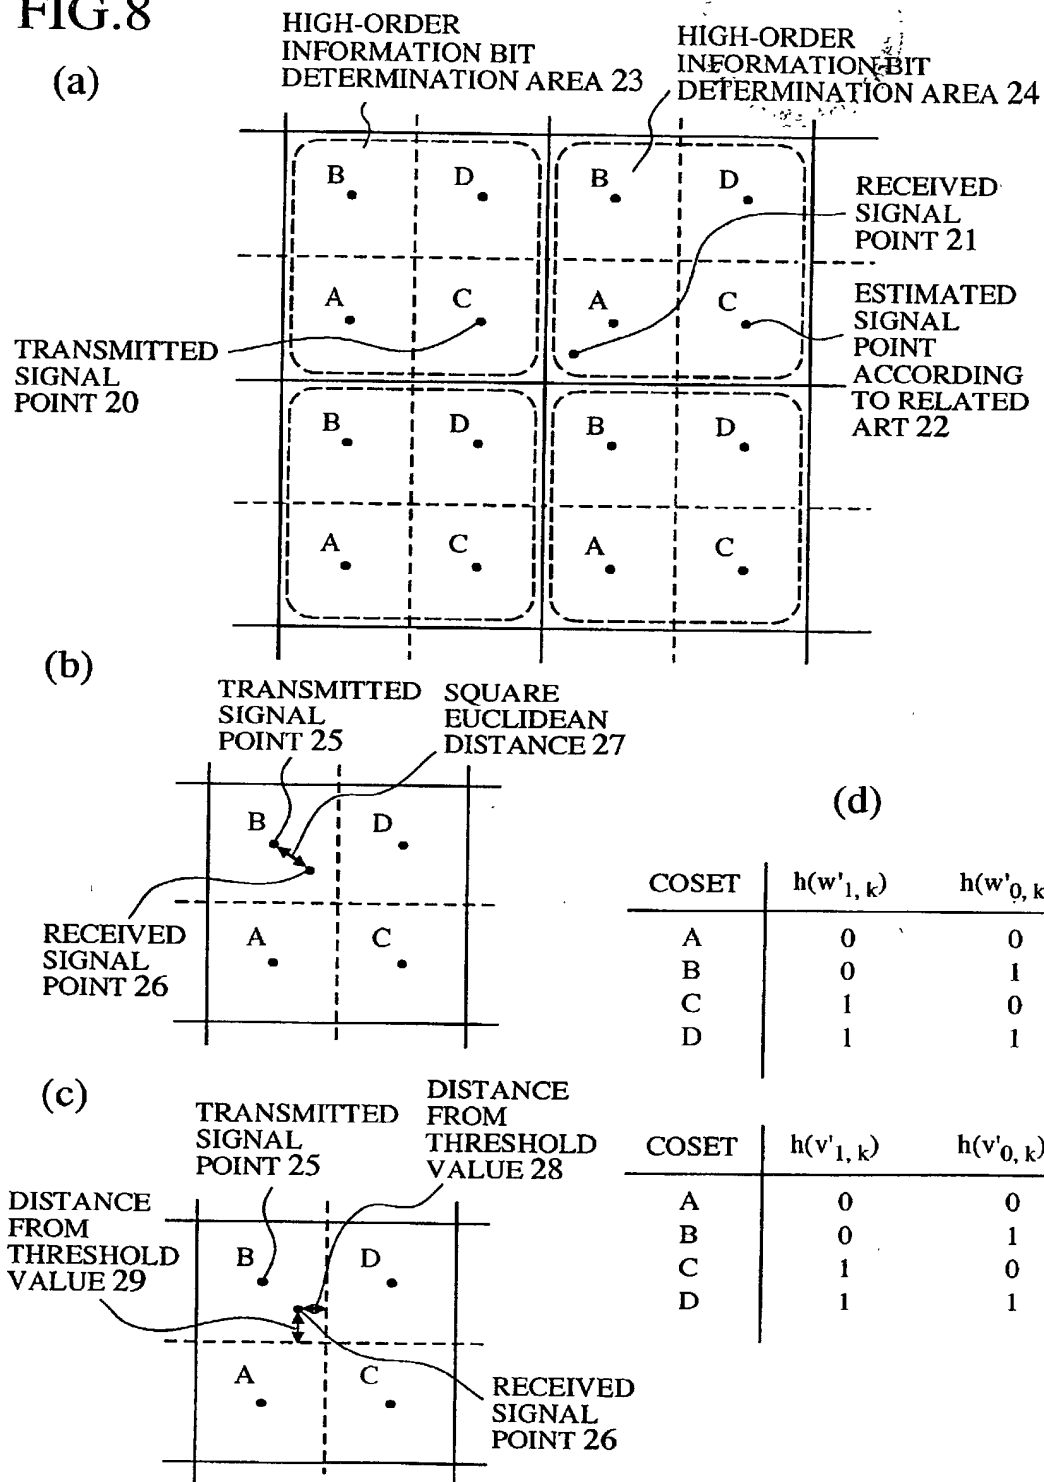 FIG.8
(a)
HIGH-ORDER
INFORMATION BIT
DETERMINATION AREA 23
HIGH-ORDER
INFORMATION BIT
DETERMINATION AREA 24
B D B D
RECEIVED
SIGNAL
POINT 21
A C A C
ESTIMATED
SIGNAL
POINT
ACCORDING
TO RELATED
ART 22
TRANSMITTED
SIGNAL
POINT 20
B D B D
A C A C
(b)
TRANSMITTED
SIGNAL
POINT 25
SQUARE
EUCLIDEAN
DISTANCE 27
B D
A C
RECEIVED
SIGNAL
POINT 26
(d)
COSET h(w'1, k) h(w'0, k
A 0 0
B 0 1
C 1 0
D 1 1
COSET h(v'1, k) h(v'0, k)
A 0 0
B 0 1
C 1 0
D 1 1
(c)
TRANSMITTED
SIGNAL
POINT 25
DISTANCE
FROM
THRESHOLD
VALUE 28
DISTANCE
FROM
THRESHOLD
VALUE 29
B D
A C
RECEIVED
SIGNAL
POINT 26